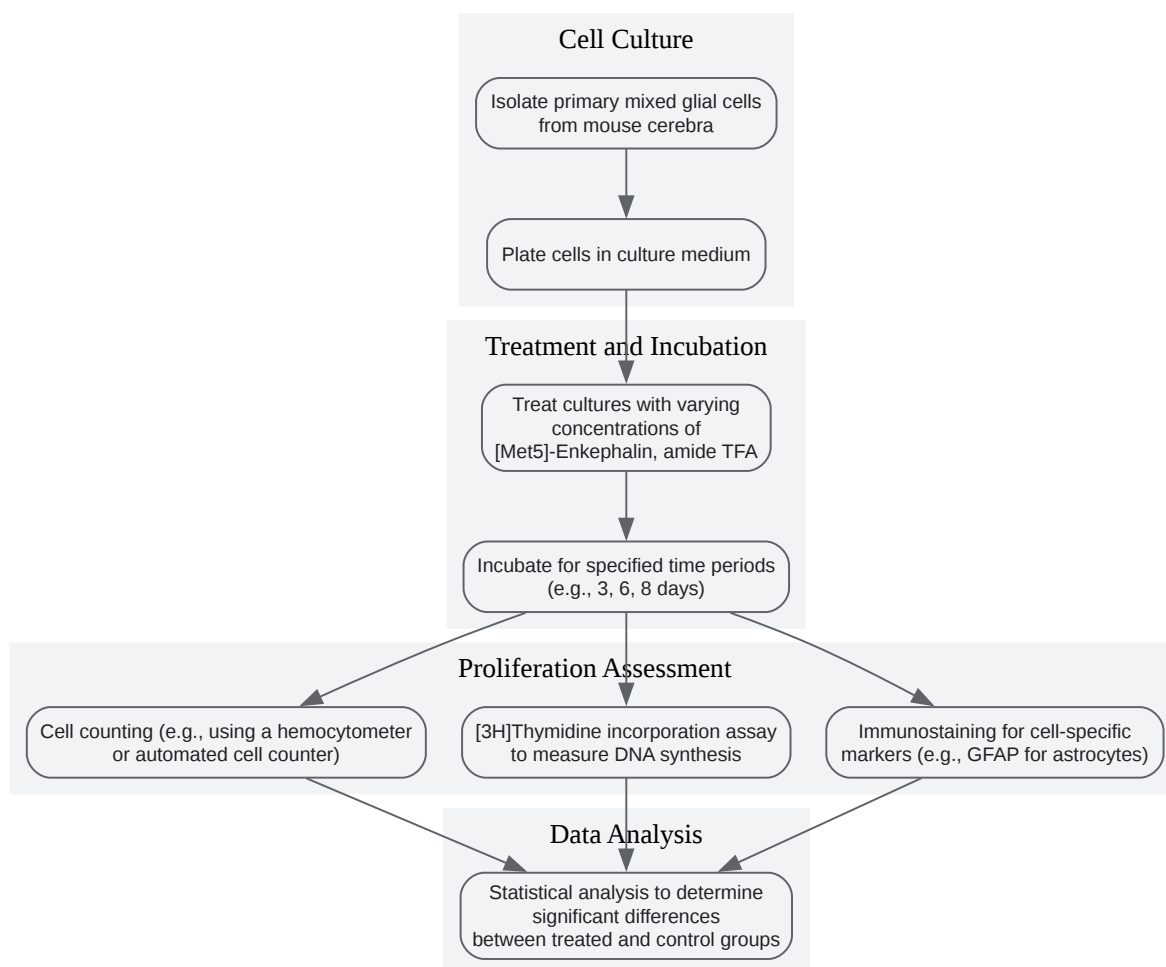 Cell Culture
Isolate primary mixed glial cells
from mouse cerebra
Plate cells in culture medium
Treatment and Incubation
Treat cultures with varying
concentrations of
[Met5]-Enkephalin, amide TFA
Incubate for specified time periods
(e.g., 3, 6, 8 days)
Proliferation Assessment
Cell counting (e.g., using a hemocytometer
or automated cell counter)
[3H]Thymidine incorporation assay
to measure DNA synthesis
Immunostaining for cell-specific
markers (e.g., GFAP for astrocytes)
Data Analysis
Statistical analysis to determine
significant differences
between treated and control groups